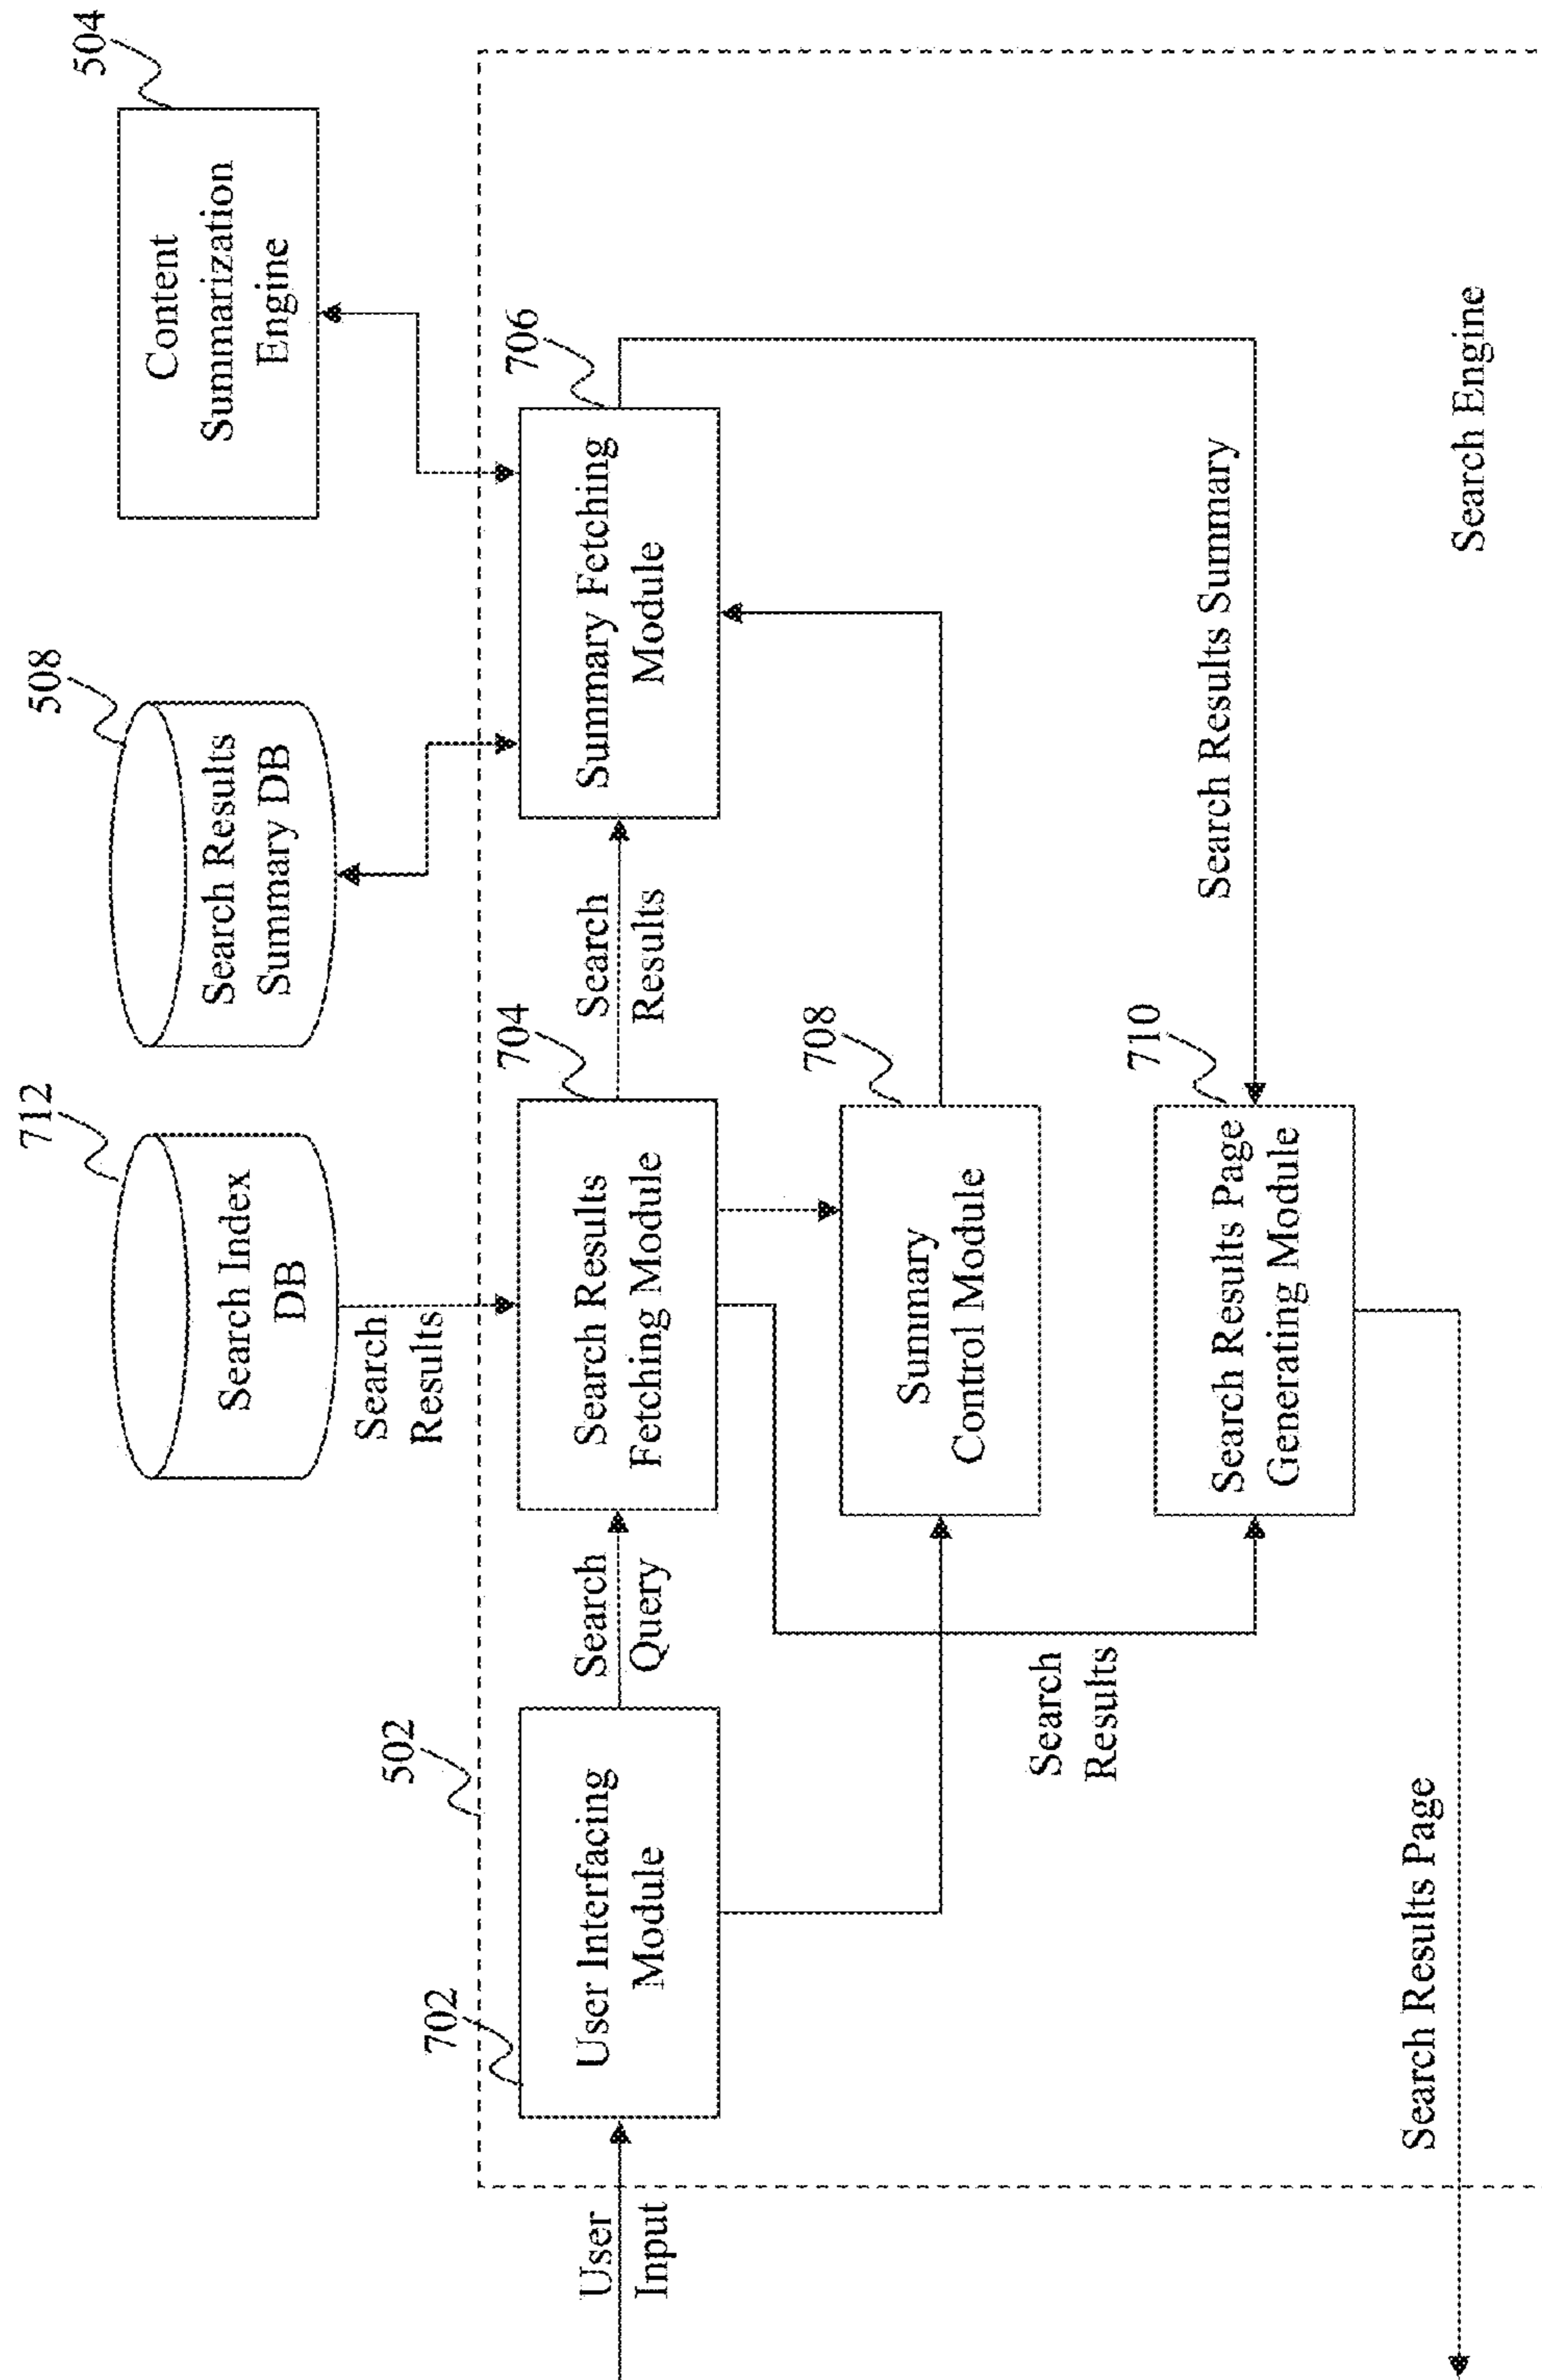 712
508
504
Search Index
DB
Search Results
Summary DB
Content
Summarization
Engine
Search
Results
502
702
704
706
User
Input
User Interfacing
Module
Search
Query
Search Results
Fetching Module
Search
Results
Summary Fetching
Module
708
Summary
Control Module
Search
Results
710
Search Results Page
Generating Module
Search Results Summary
Search Results Page
Search Engine